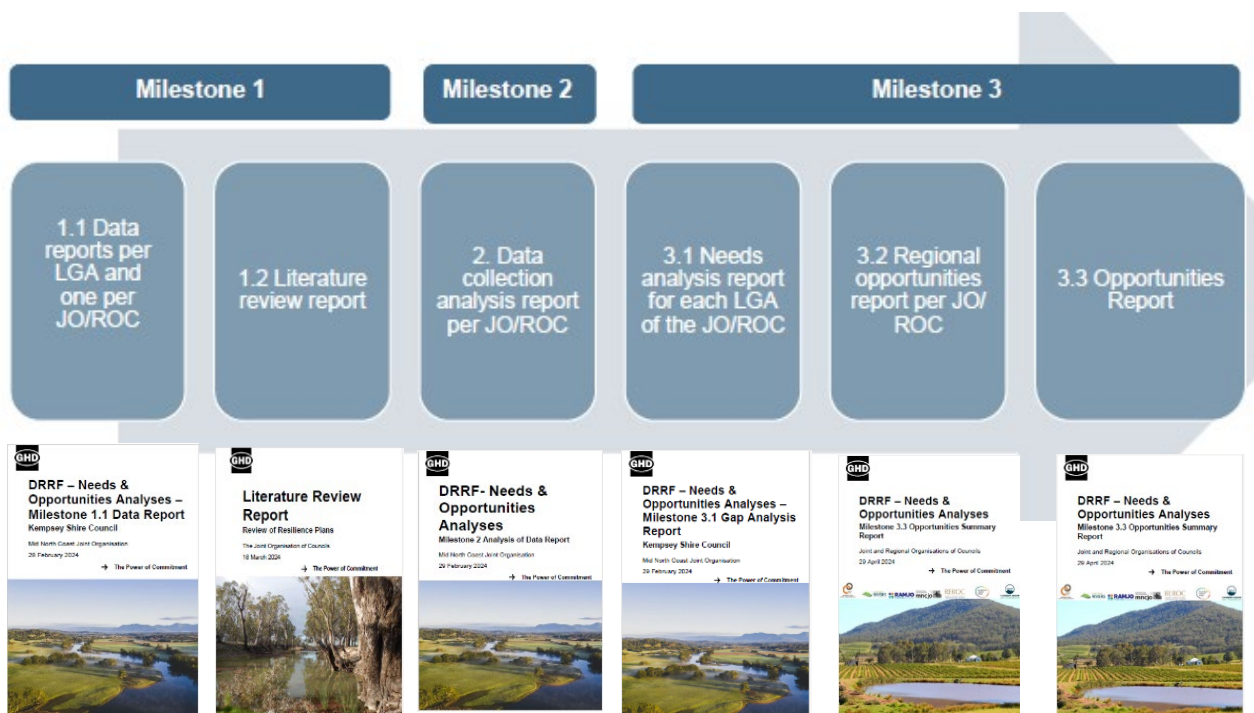 Milestone 1
Milestone 2
Milestone 3
1.1 Data
reports per
LGA and
one per
JO/ROC
1.2 Literature
review report
2. Data
collection
analysis report
per JO/ROC
3.1 Needs
analysis report
for each LGA
of the JO/ROC
3.2 Regional
opportunities
report per JO/
ROC
3.3 Opportunities
Report
GHD
DRRF – Needs &
Opportunities Analyses –
Milestone 1.1 Data Report
Kempsey Shire Council
Mid North Coast Joint Organisation
28 February 2024
→ The Power of Commitment
GHD
Literature Review
Report
Review of Resilience Plans
The Joint Organisation of Councils
18 March 2024
→ The Power of Commitment
GHD
DRRF- Needs &
Opportunities
Analyses
Milestone 2 Analysis of Data Report
Mid North Coast Joint Organisation
29 February 2024
→ The Power of Commitment
GHD
DRRF – Needs &
Opportunities Analyses –
Milestone 3.1 Gap Analysis
Report
Kempsey Shire Council
Mid North Coast Joint Organisation
29 February 2024
→ The Power of Commitment
GHD
DRRF – Needs &
Opportunities Analyses
Milestone 3.3 Opportunities Summary
Report
Joint and Regional Organisations of Councils
29 April 2024
→ The Power of Commitment
RAMJO mncjo REROC
GHD
DRRF – Needs &
Opportunities Analyses
Milestone 3.3 Opportunities Summary
Report
Joint and Regional Organisations of Councils
29 April 2024
→ The Power of Commitment
RAMJO mncjo REROC